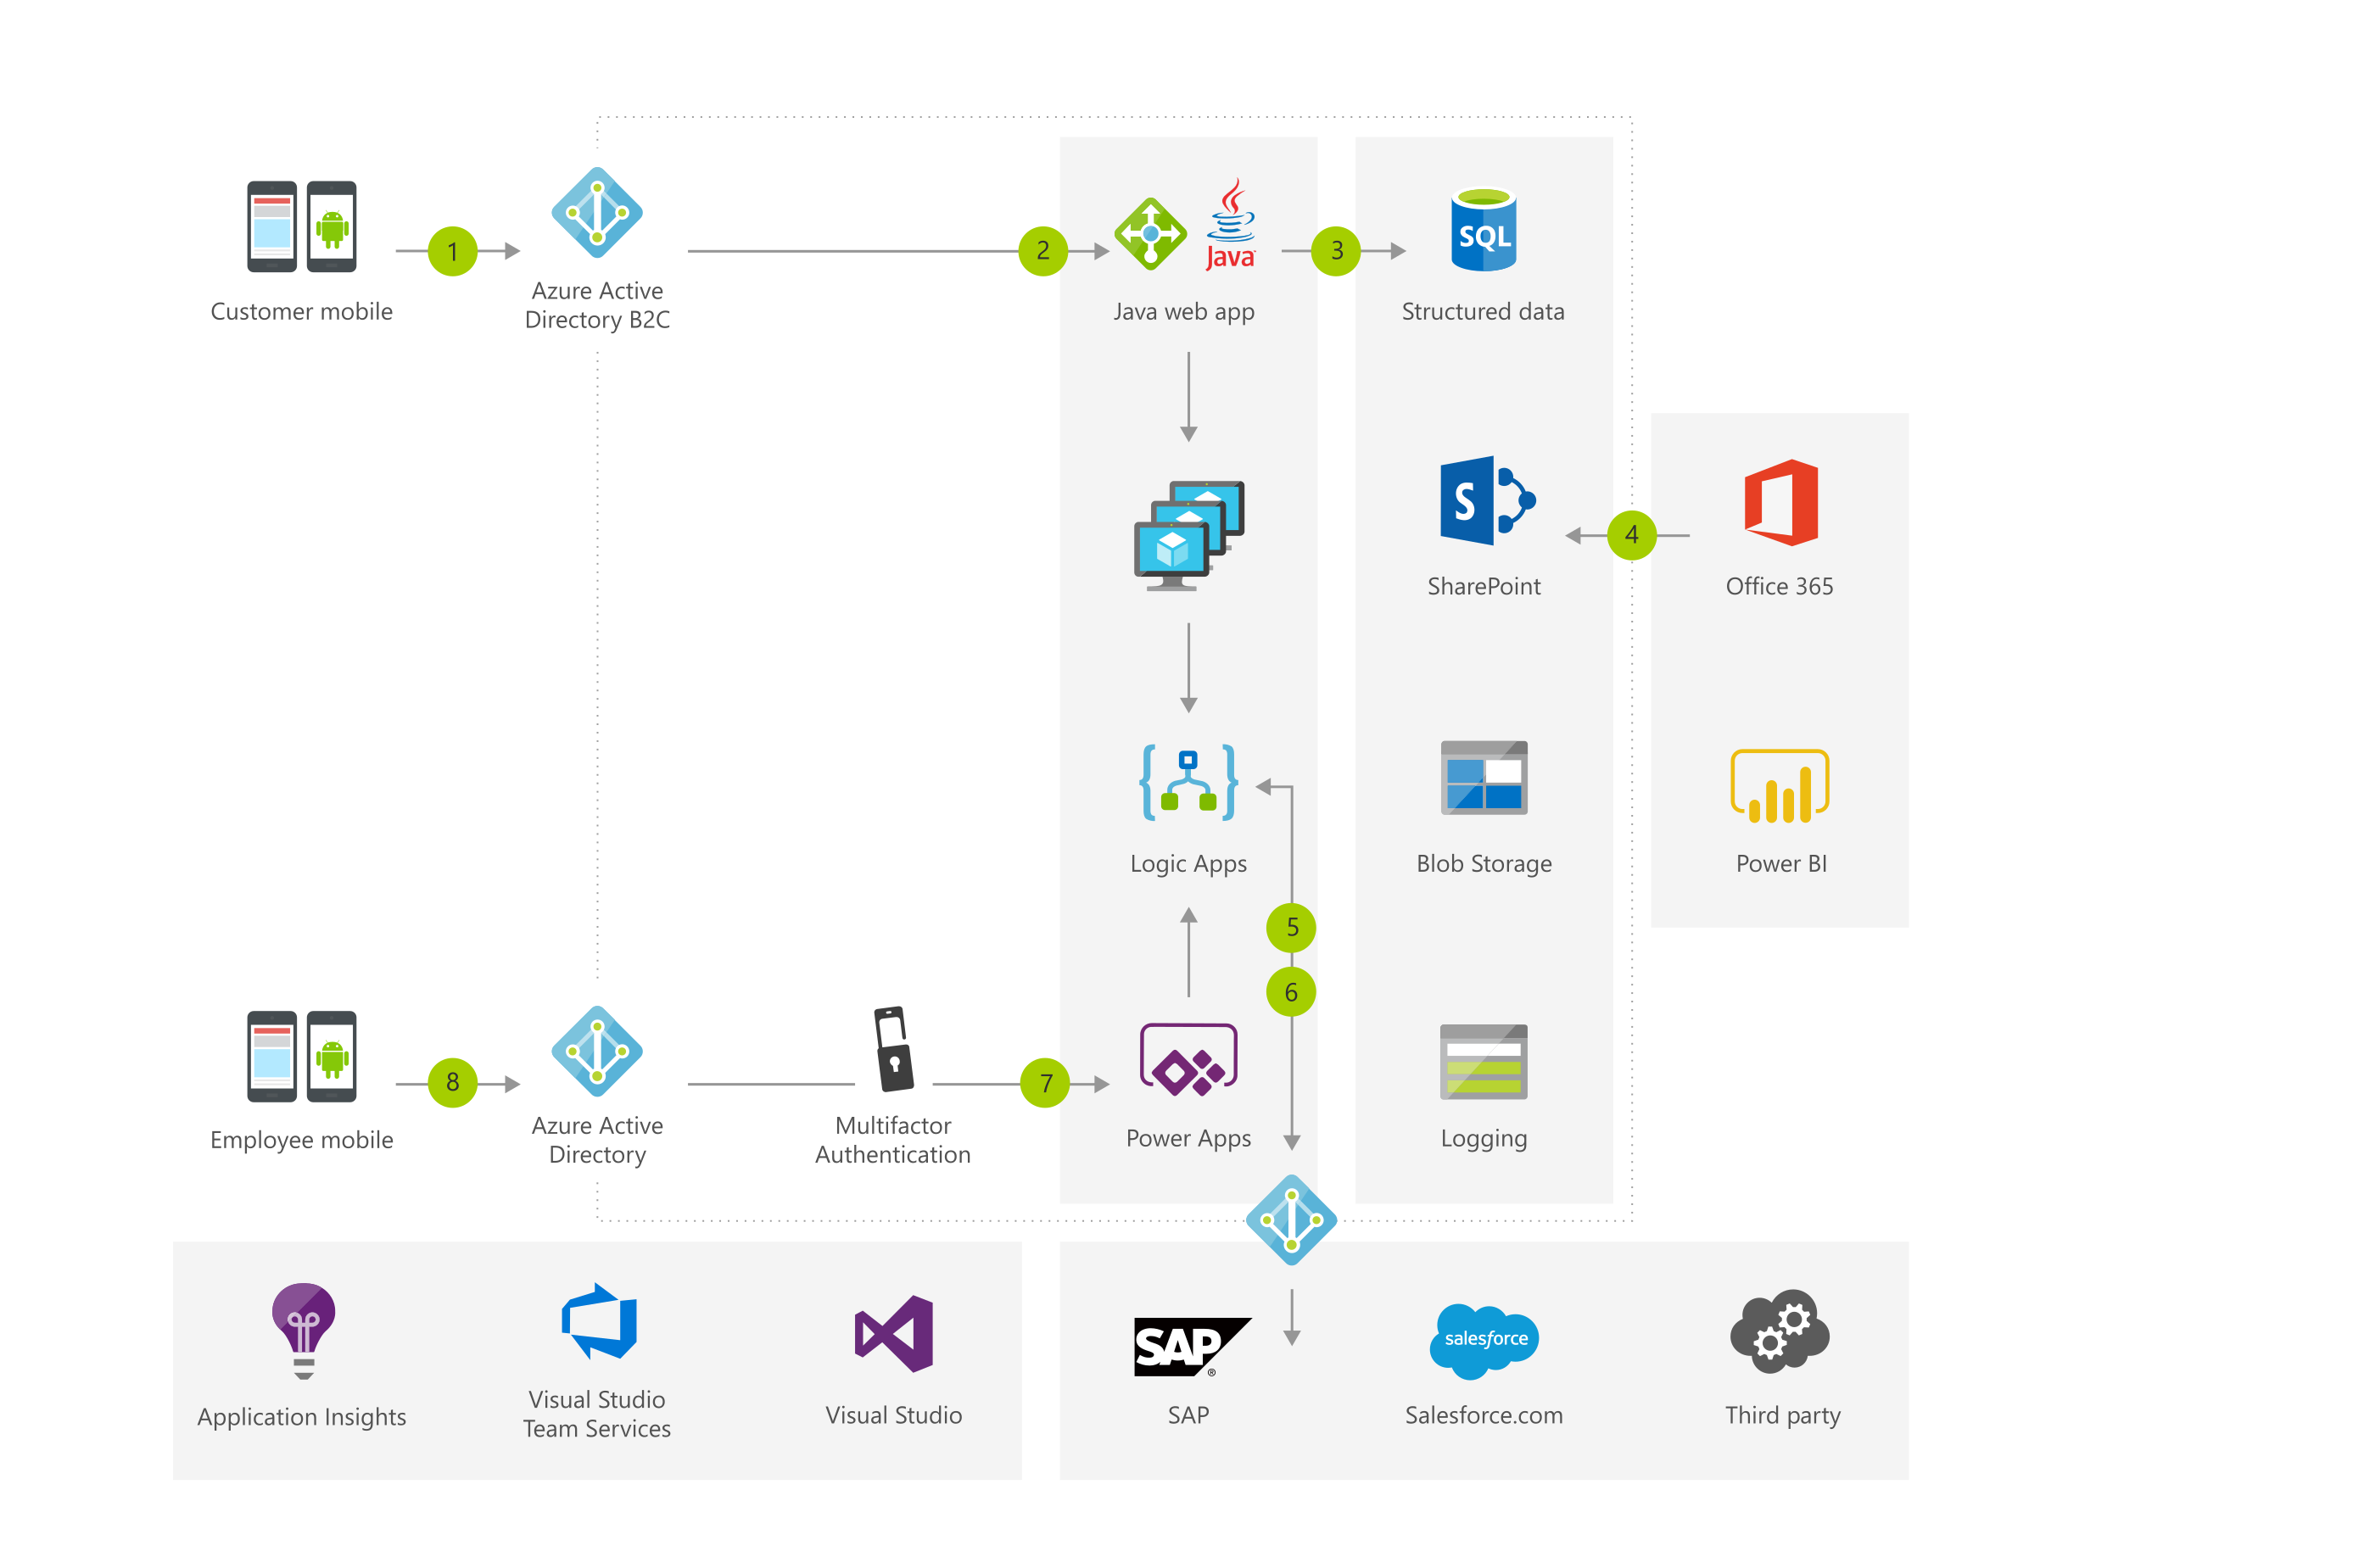 1
Customer mobile
Azure Active
Directory B2C
2
Java
Java web app
3
SQL
Structured data
S
SharePoint
4
Office 365
Logic Apps
Blob Storage
Power BI
5
6
8
Employee mobile
Azure Active
Directory
Multifactor
Authentication
7
Power Apps
Logging
Application Insights
Visual Studio
Team Services
Visual Studio
SAP
®
SAP
salesforce
Salesforce.com
Third party